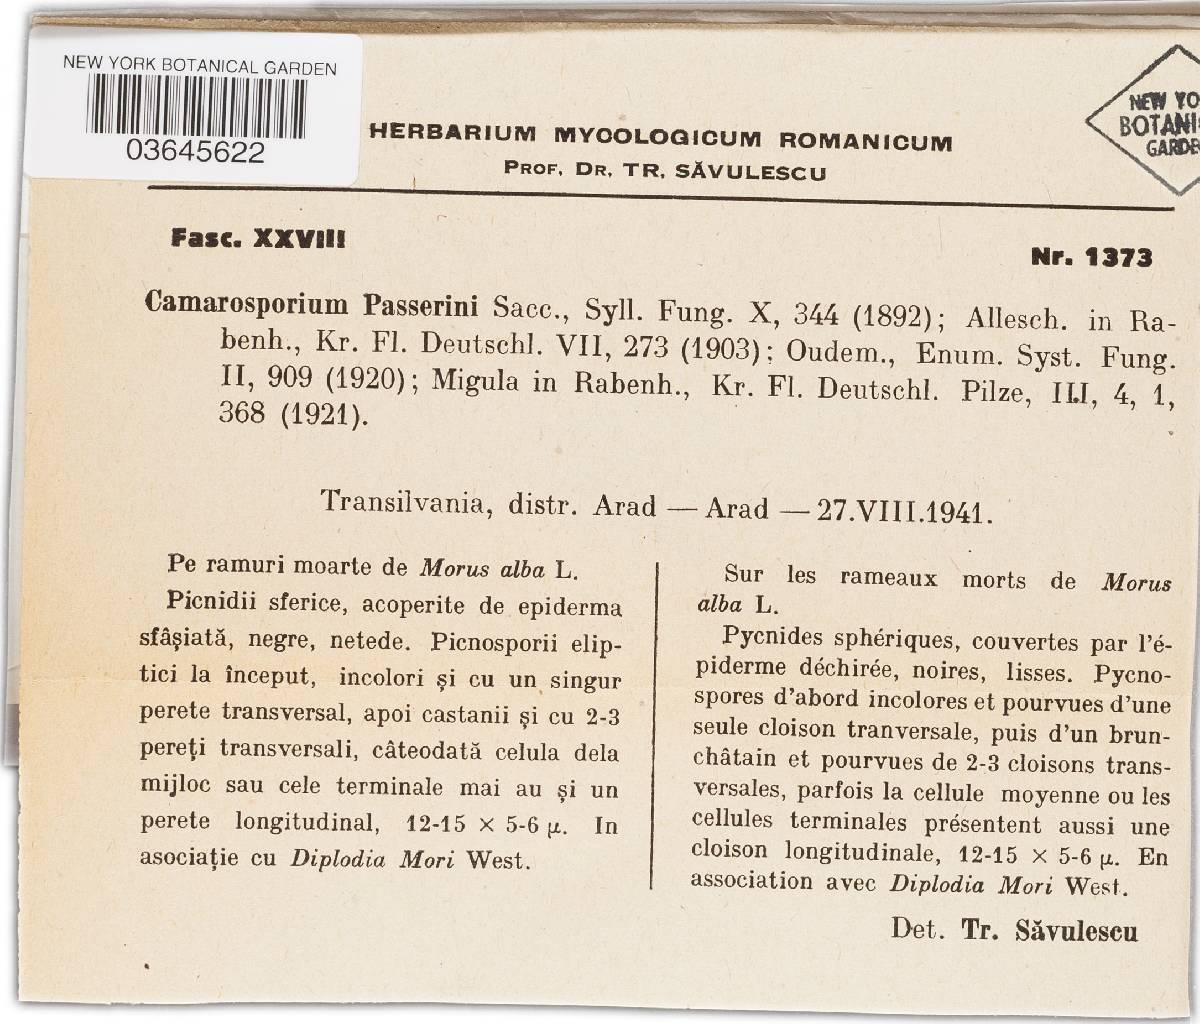 NEW YORK BOTANICAL GARDEN
03645622
NEW YO
BOTANI
GARDE
HERBARIUM MYCOLOGICUM ROMANICUM
PROF. DR. TR. SĂVULESCU
Fasc. XXVIII
Nr. 1373
Camarosporium Passerini Sacc., Syll. Fung. X, 344 (1892); Allesch. in Ra-
benh., Kr. Fl. Deutschl. VII, 273 (1903); Oudem., Enum. Syst. Fung.
II, 909 (1920); Migula in Rabenh., Kr. Fl. Deutschl. Pilze, III, 4, 1,
368 (1921).
Transilvania, distr. Arad — Arad — 27.VIII.1941.
Pe ramuri moarte de Morus alba L.
Picnidii sferice, acoperite de epiderma
sfâșiată, negre, netede. Picnosporii elip-
tici la început, incolori și cu un singur
perete transversal, apoi castanii și cu 2-3
pereți transversali, câteodată celula dela
mijloc sau cele terminale mai au și un
perete longitudinal, 12-15 × 5-6 μ. In
asociație cu Diplodia Mori West.
Sur les rameaux morts de Morus
alba L.
Pycnides sphériques, couvertes par l'é-
piderme déchirée, noires, lisses. Pycno-
spores d'abord incolores et pourvues d'une
seule cloison tranversale, puis d'un brun-
châtain et pourvues de 2-3 cloisons trans-
versales, parfois la cellule moyenne ou les
cellules terminales présentent aussi une
cloison longitudinale, 12-15 × 5-6 μ. En
association avec Diplodia Mori West.
Det. Tr. Săvulescu